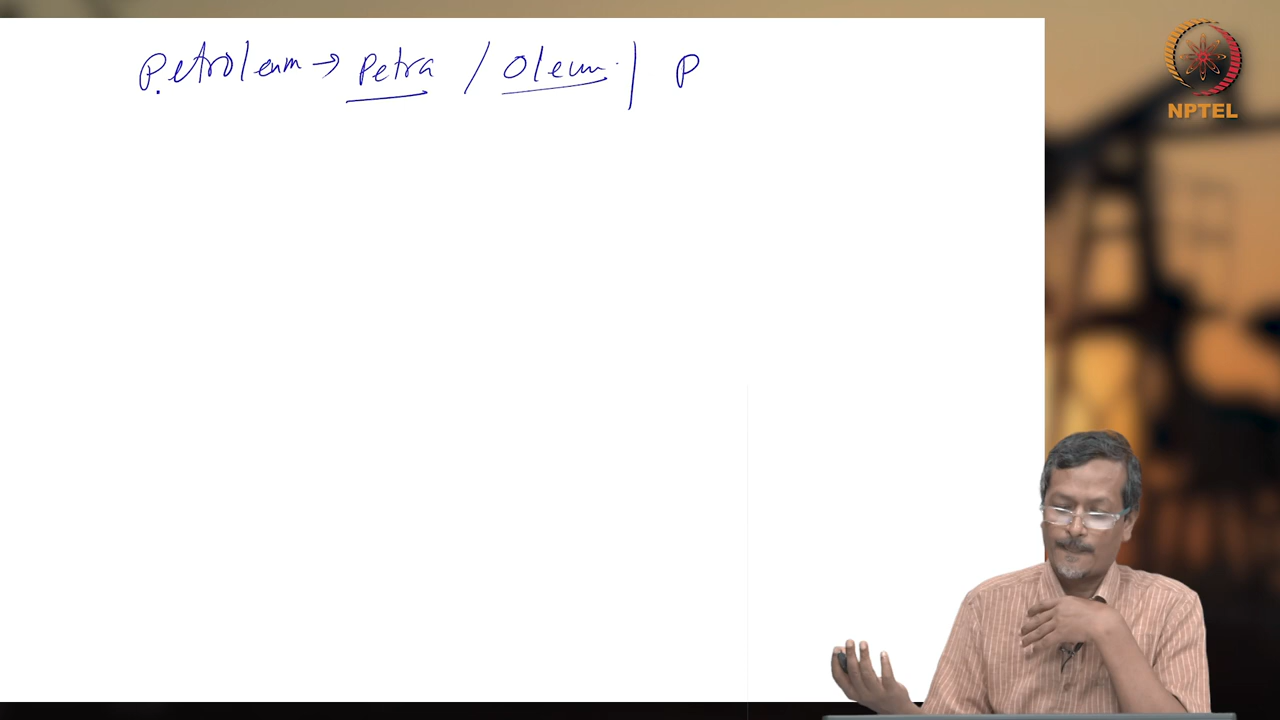 Petroleum → Petra / Oleum. | P
NPTEL